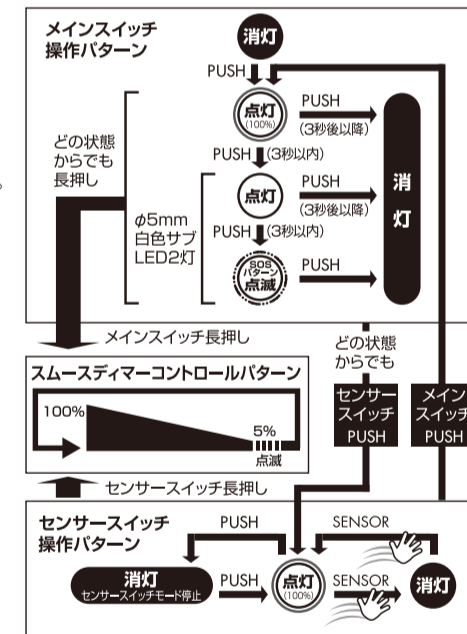 メインスイッチ
操作パターン
消灯
PUSH
点灯
(100%)
PUSH
(3秒後以降)
PUSH
(3秒以内)
どの状態
からでも
長押し
点灯
PUSH
(3秒後以降)
消
灯
φ5mm
白色サブ
LED2灯
PUSH
(3秒以内)
SOS
パターン
点滅
PUSH
メインスイッチ長押し
どの状態
からでも
スムースディマーコントロールパターン
100%
5%
点滅
センサー
スイッチ
PUSH
メイン
スイッチ
PUSH
センサースイッチ長押し
センサースイッチ
操作パターン
PUSH
SENSOR
消灯
センサースイッチモード停止
PUSH
点灯
(100%)
SENSOR
消灯